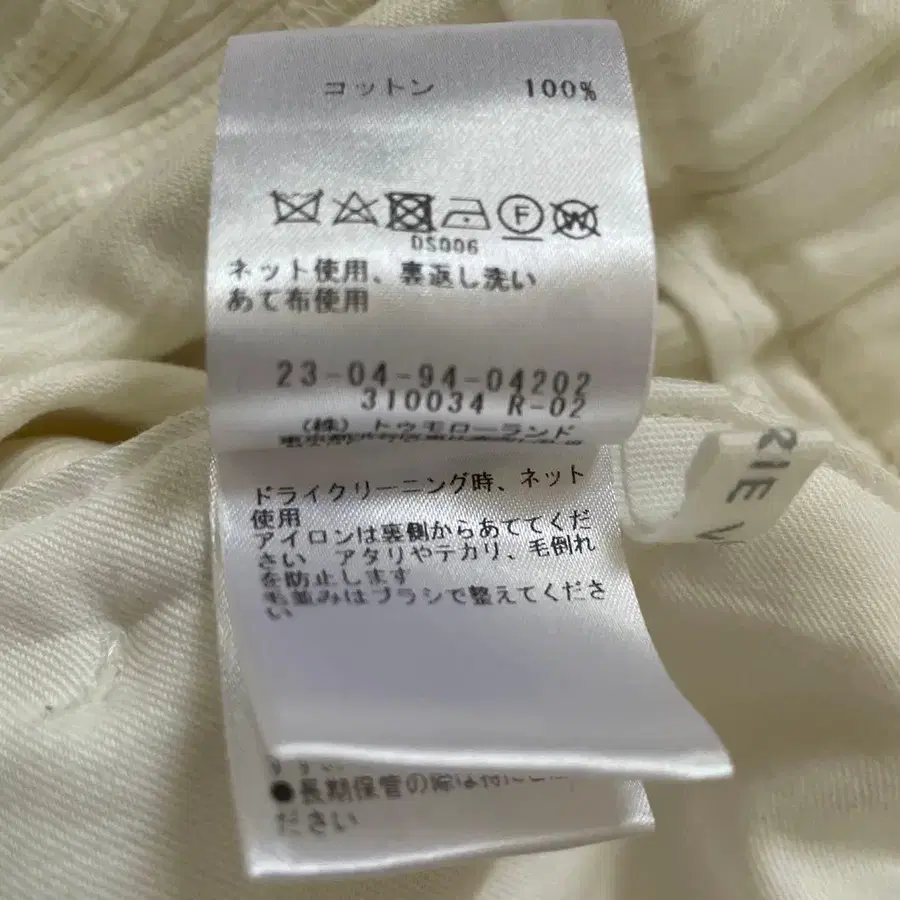 コットン 100%
F W
DS006
ネット使用、裏返し洗い
あて布使用
23-04-94-04202
310034 R-02
(株) トゥモローランド
ドライクリーニング時、ネット
使用
アイロンは裏側からあててくだ
さい アタリやテカリ、毛倒れ
を防止します
毛並みはブラシで整えてくださ
い
●長期保管の際は特に
ださい
RIE V